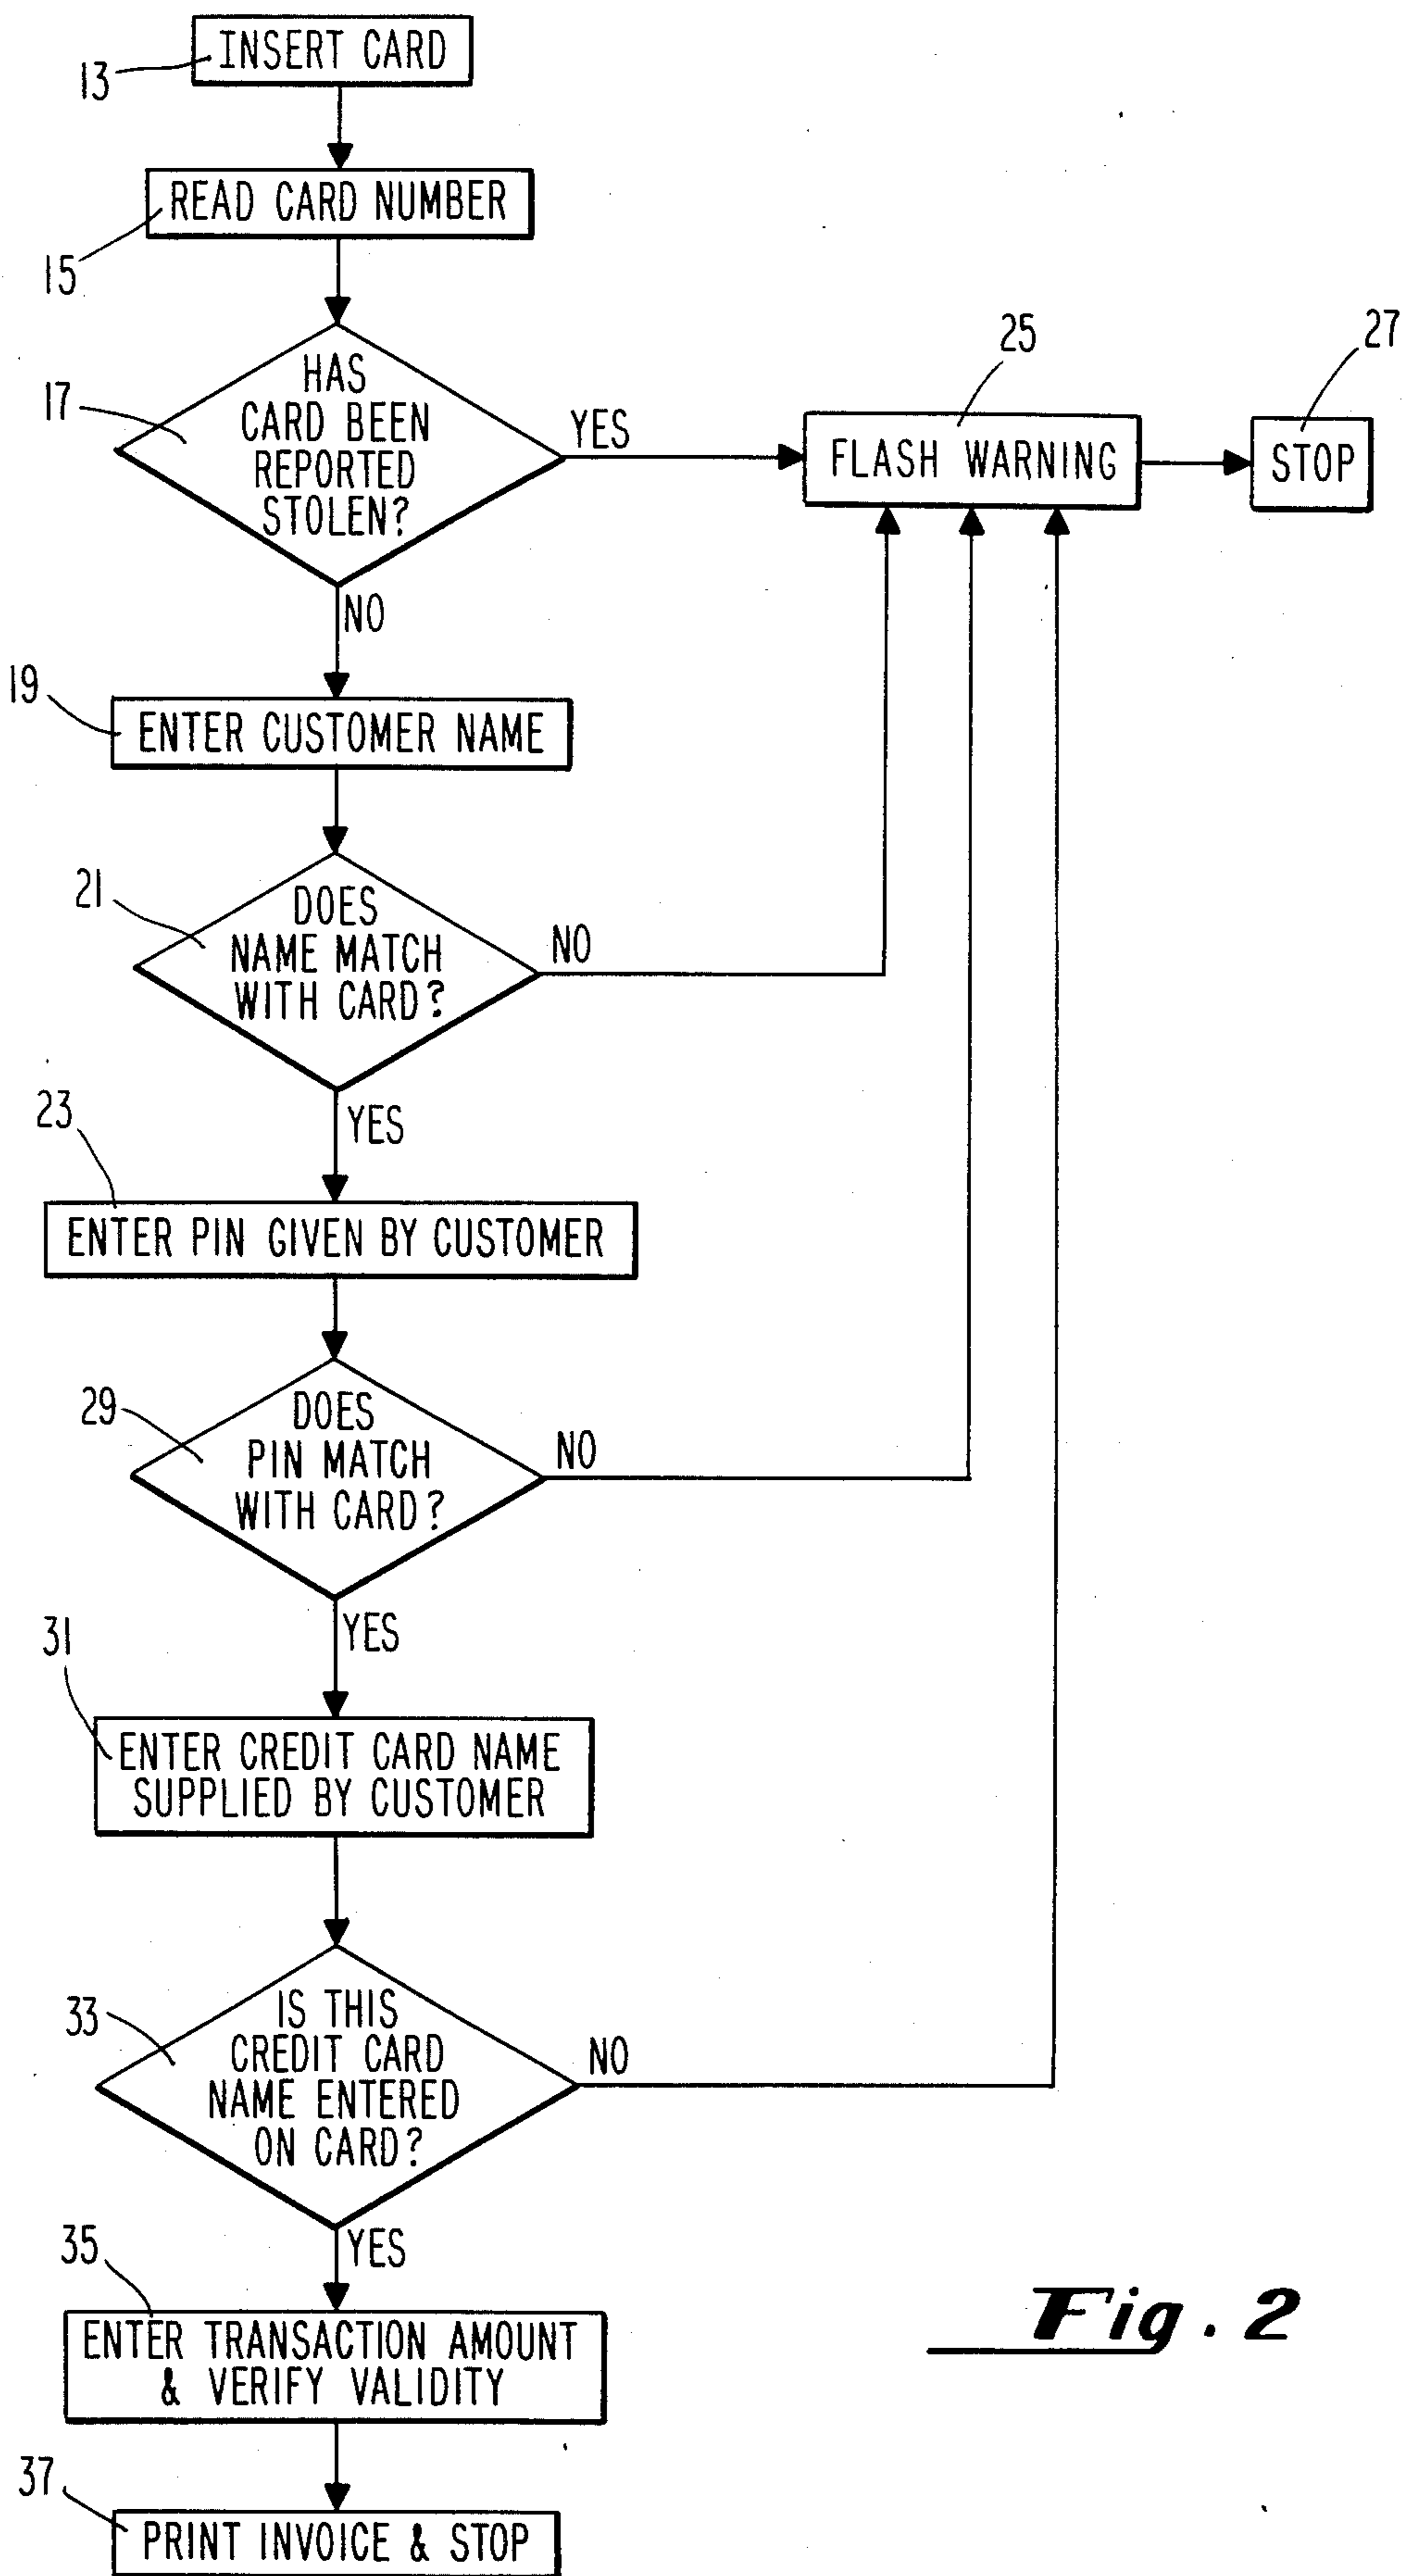 INSERT CARD
13
READ CARD NUMBER
15
HAS
CARD BEEN
REPORTED
STOLEN?
17
YES
25
FLASH WARNING
27
STOP
NO
19
ENTER CUSTOMER NAME
21
DOES
NAME MATCH
WITH CARD?
NO
YES
23
ENTER PIN GIVEN BY CUSTOMER
29
DOES
PIN MATCH
WITH CARD?
NO
YES
31
ENTER CREDIT CARD NAME
SUPPLIED BY CUSTOMER
33
IS THIS
CREDIT CARD
NAME ENTERED
ON CARD?
NO
YES
35
ENTER TRANSACTION AMOUNT
& VERIFY VALIDITY
37
PRINT INVOICE & STOP
Fig. 2